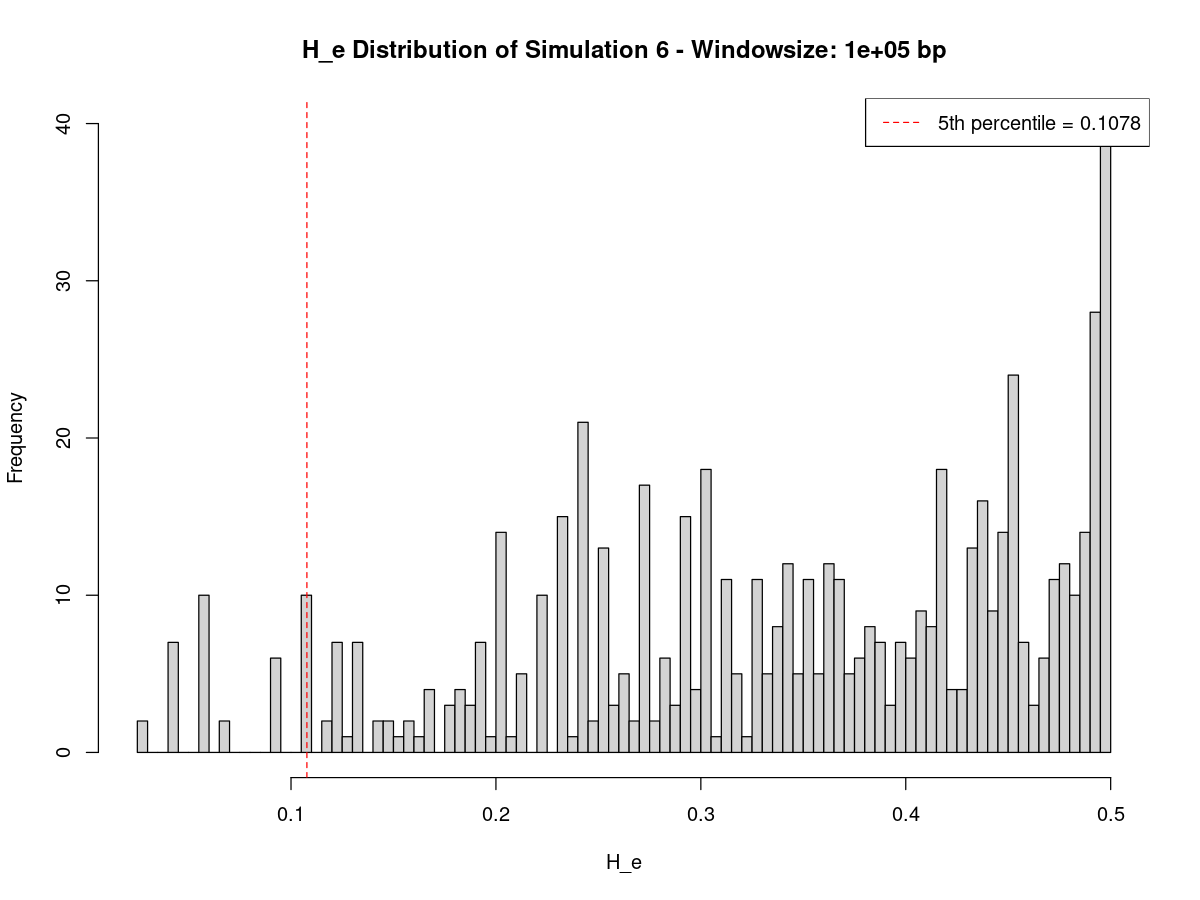 H_e Distribution of Simulation 6 - Windowsize: 1e+05 bp
5th percentile = 0.1078
40
30
20
10
0
Frequency
0.1 0.2 0.3 0.4 0.5
H_e